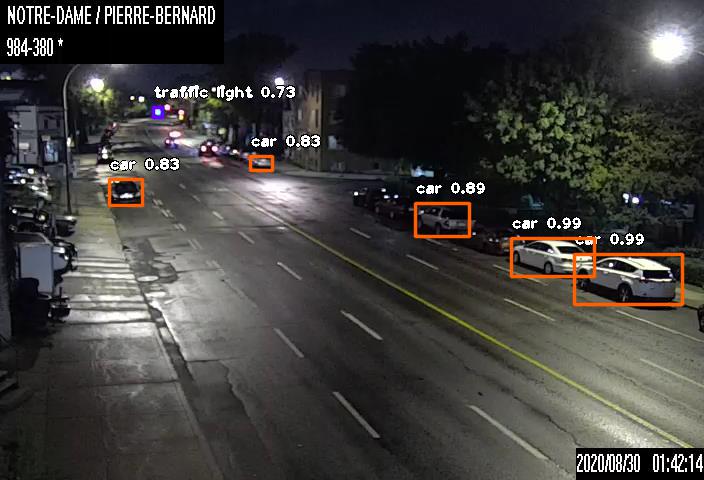 NOTRE-DAME / PIERRE-BERNARD
984-380 *
traffic light 0.73
car 0.83
car 0.83
car 0.89
car 0.99
car 0.99
2020/08/30 01:42:14